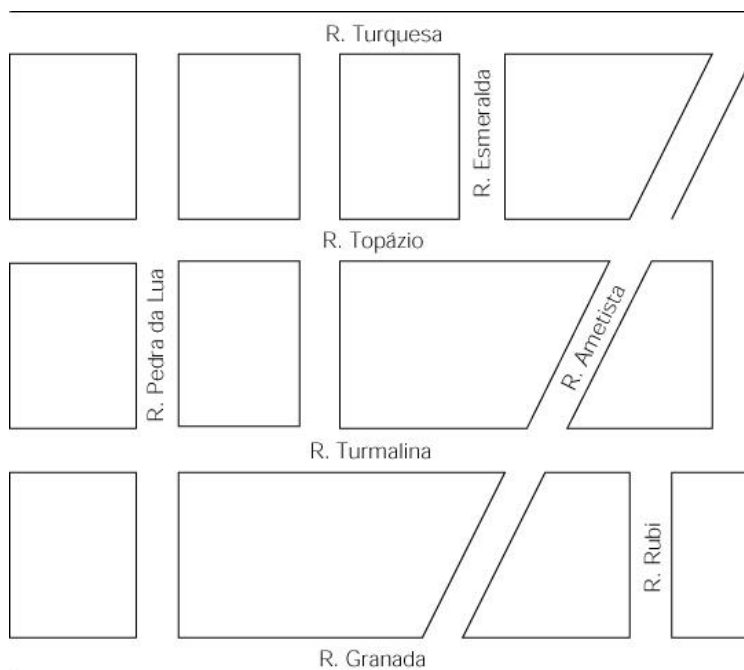 R. Turquesa
R. Esmeralda
R. Topázio
R. Pedra da Lua
R. Ametista
R. Turmalina
R. Rubi
R. Granada